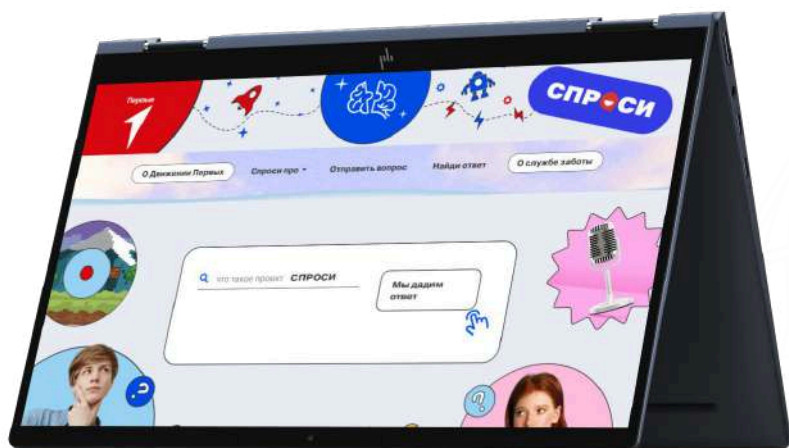 hp
Первые
СПРОСИ
О Движении Первых
Спроси про
Отправить вопрос
Найди ответ
О службе заботы
что такое проект СПРОСИ
Мы дадим
ответ
?
?